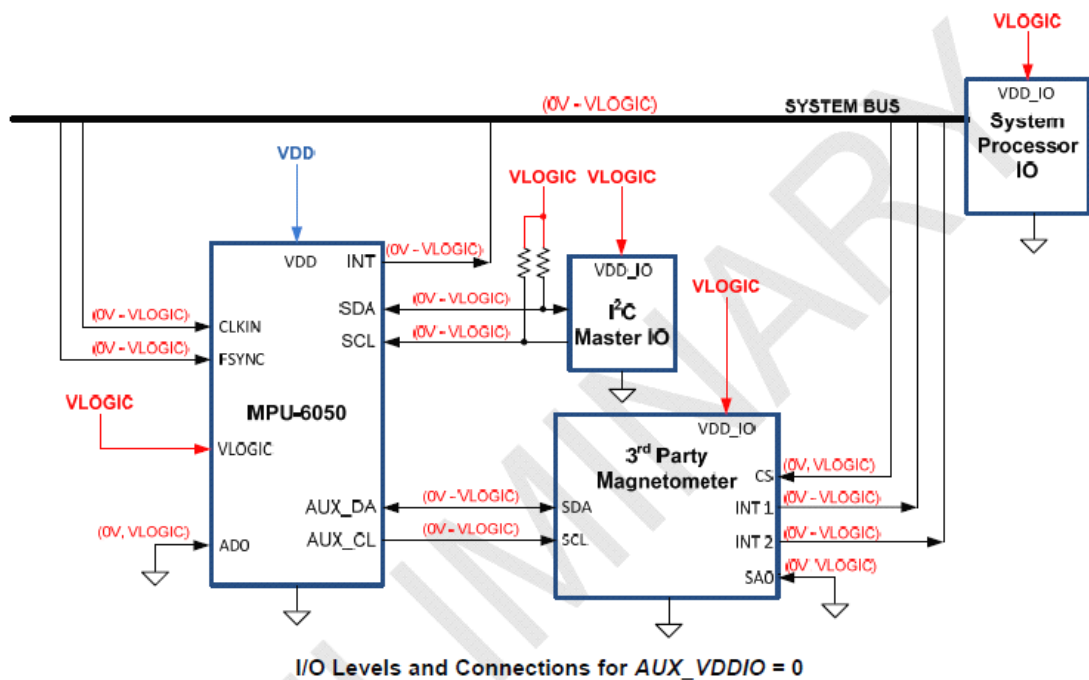 VLOGIC
VDD_IO
System
Processor
IO
(0V - VLOGIC)
SYSTEM BUS
VDD
VLOGIC
VLOGIC
VDD
INT
(0V - VLOGIC)
SDA
(0V - VLOGIC)
SCL
(0V - VLOGIC)
VDD_IO
I²C
Master IO
(0V - VLOGIC)
CLKIN
(0V - VLOGIC)
FSYNC
VLOGIC
MPU-6050
VLOGIC
VLOGIC
VDD_IO
3rd Party
Magnetometer
CS
(0V, VLOGIC)
AUX_DA
(0V - VLOGIC)
SDA
INT 1
(0V - VLOGIC)
AUX_CL
(0V - VLOGIC)
SCL
INT 2
(0V - VLOGIC)
(0V, VLOGIC)
AD0
SA0
(0V, VLOGIC)
I/O Levels and Connections for AUX_VDDIO = 0